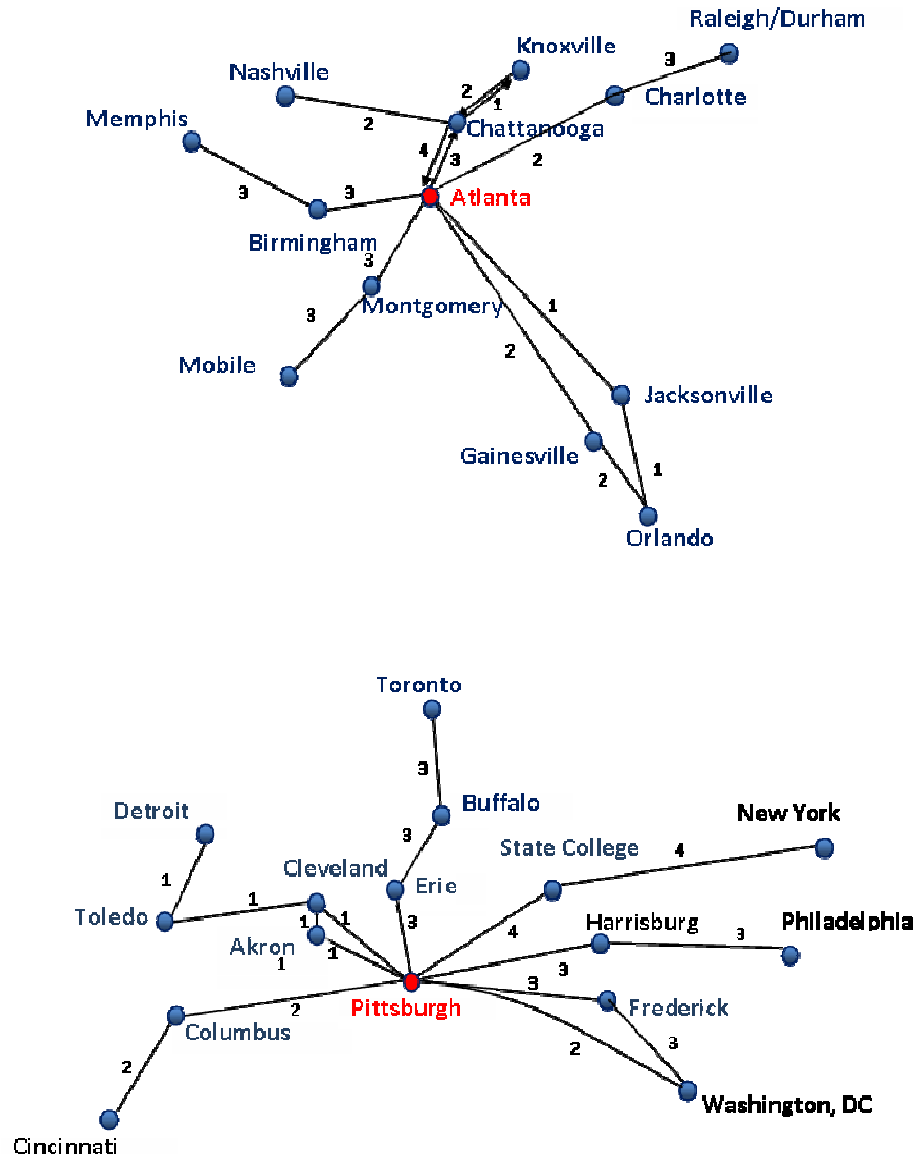 Raleigh/Durham
Knoxville
3
Nashville
2
1
Charlotte
Memphis
2
Chattanooga
4
3
2
3
3
Atlanta
Birmingham
3
Montgomery
3
1
2
Mobile
Jacksonville
Gainesville
2
1
Orlando
Toronto
3
Detroit
Buffalo
New York
3
State College
4
Cleveland
1
Erie
1
Toledo
1
1
3
Harrisburg
Philadelphia
Akron
4
3
1
1
3
3
Pittsburgh
Frederick
2
Columbus
2
3
2
Washington, DC
Cincinnati